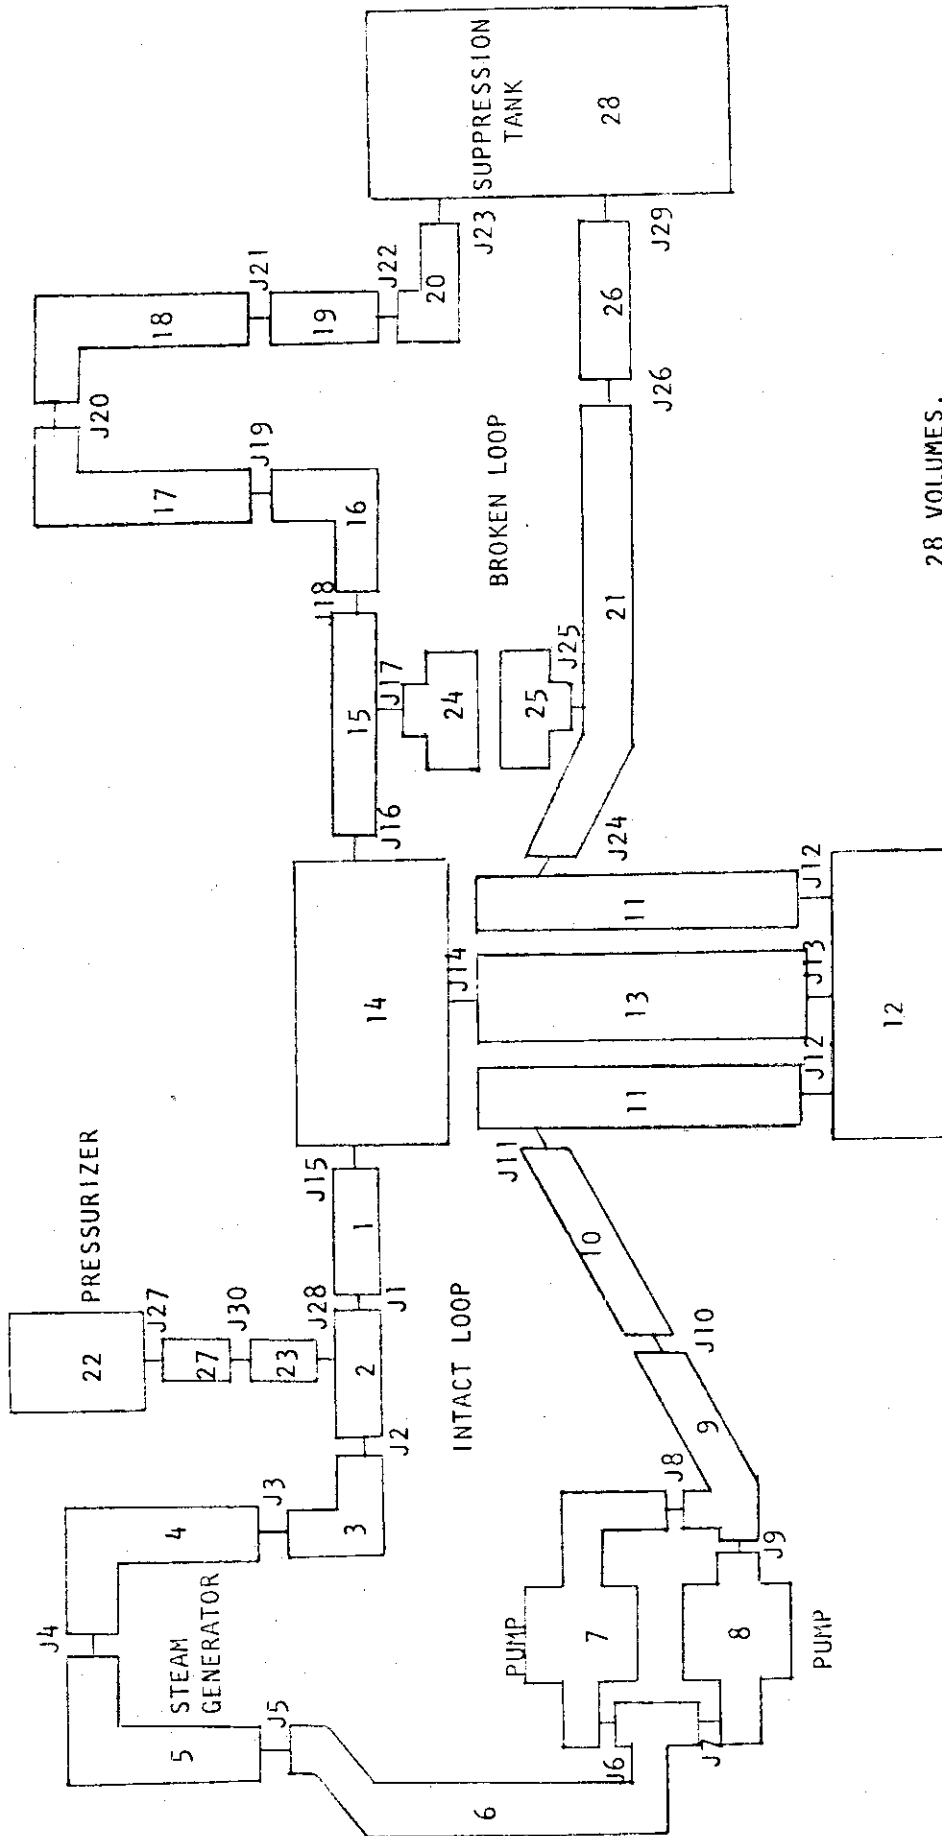 PRESSURIZER
22
J27
27
J30
23
J28
J4
4
J3
5
STEAM
GENERATOR
J5
3
J2
2
J1
1
J15
INTACT LOOP
6
J6
J7
PUMP
7
8
PUMP
J8
J9
9
J10
10
J11
14
J14
11
13
11
J12
J13
J12
12
J16
15
J17
J18
24
16
J19
17
J20
18
J21
19
J22
20
J23
SUPPRESSION
TANK
28
BROKEN LOOP
25
J25
J24
21
J26
26
J29
28 VOLUMES.